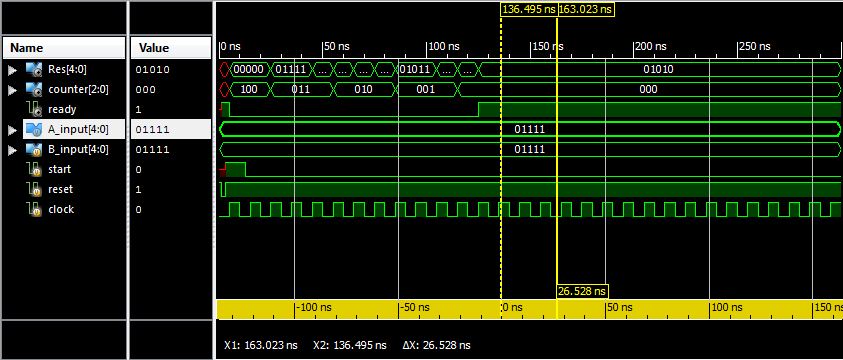 136.495 ns 163.023 ns
Name Value 0 ns 50 ns 100 ns 150 ns 200 ns 250 ns
Res[4:0] 01010 00000 01111 ... ... ... ... 01011 ... ... 01010
counter[2:0] 000 100 011 010 001 000
ready 1
A_input[4:0] 01111 01111
B_input[4:0] 01111 01111
start 0
reset 1
clock 0
26.528 ns
-100 ns -50 ns 0 ns 50 ns 100 ns 150 ns
X1: 163.023 ns X2: 136.495 ns ΔX: 26.528 ns